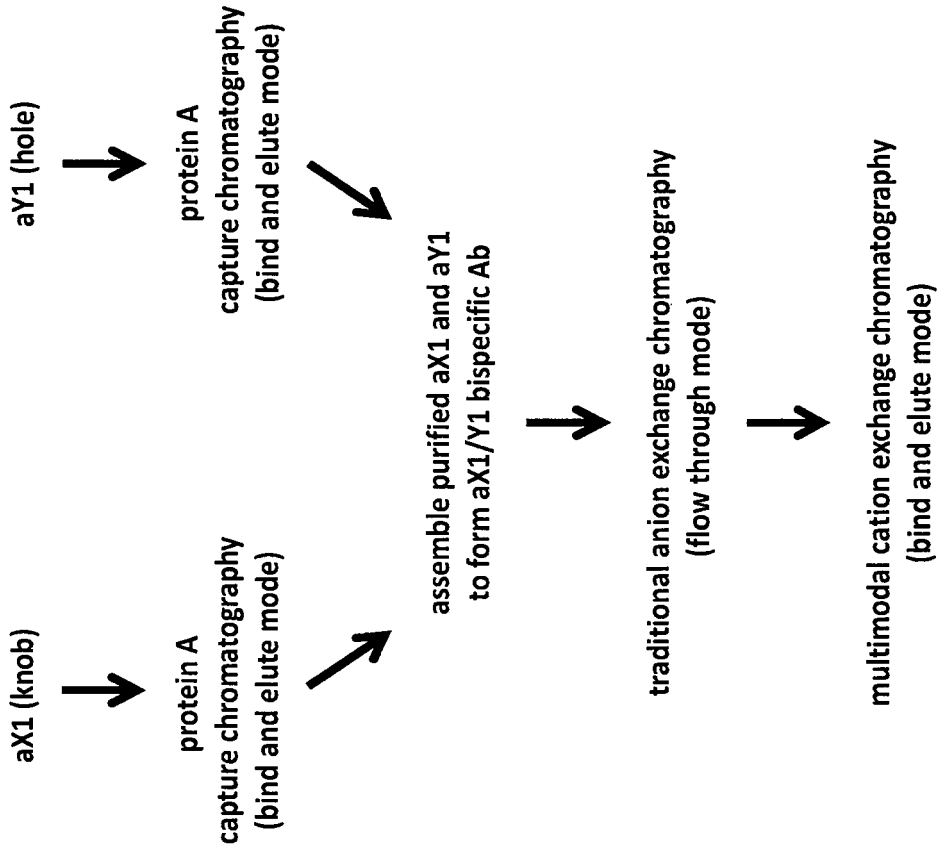 aX1 (knob)
aY1 (hole)
protein A
capture chromatography
(bind and elute mode)
protein A
capture chromatography
(bind and elute mode)
assemble purified aX1 and aY1
to form aX1/Y1 bispecific Ab
traditional anion exchange chromatography
(flow through mode)
multimodal cation exchange chromatography
(bind and elute mode)